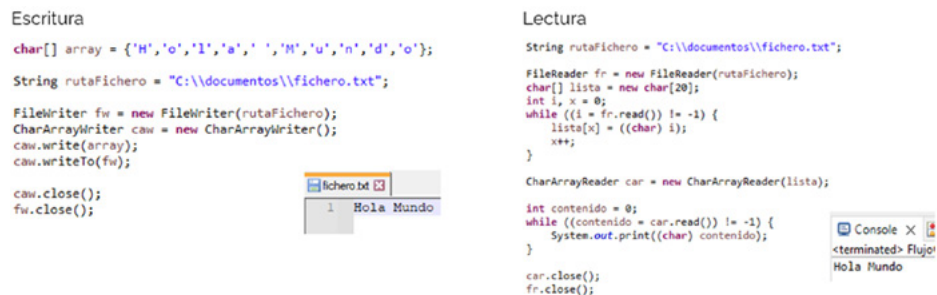 Escritura
char[] array = {'H','o','l','a',' ','M','u','n','d','o'};
String rutaFichero = "C:\\documentos\\fichero.txt";
FileWriter fw = new FileWriter(rutaFichero);
CharArrayWriter caw = new CharArrayWriter();
caw.write(array);
caw.writeTo(fw);
caw.close();
fw.close();
fichero.txt
1 Hola Mundo
Lectura
String rutaFichero = "C:\\documentos\\fichero.txt";
FileReader fr = new FileReader(rutaFichero);
char[] lista = new char[20];
int i, x = 0;
while ((i = fr.read()) != -1) {
lista[x] = ((char) i);
x++;
}
CharArrayReader car = new CharArrayReader(lista);
int contenido = 0;
while ((contenido = car.read()) != -1) {
System.out.print((char) contenido);
}
car.close();
fr.close();
Console
<terminated> Flujo
Hola Mundo